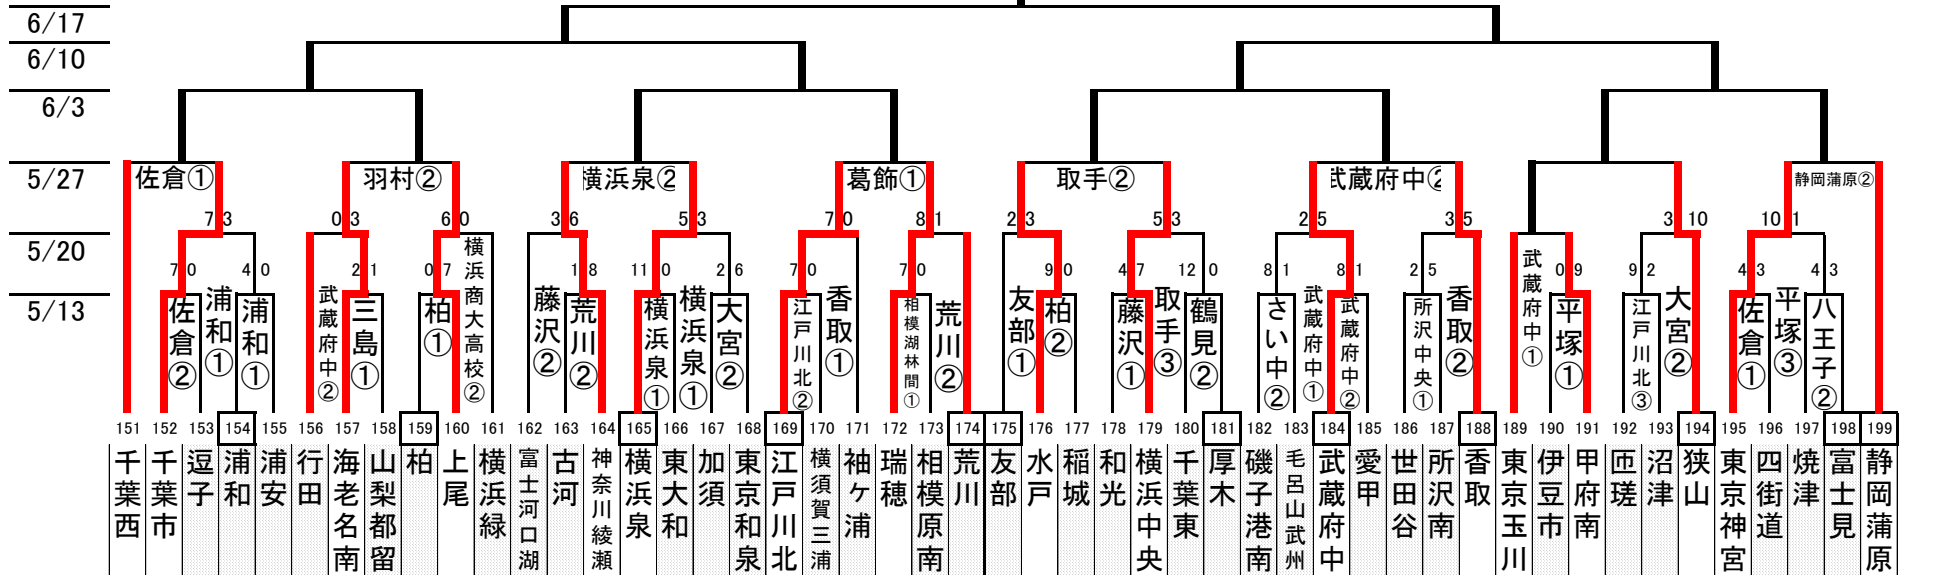 6/17
6/10
6/3
5/27 佐倉① 羽村② 横浜泉② 葛飾① 取手② 武蔵府中② 静岡蒲原②
7 3 0 3 6 0 3 6 5 3 7 0 8 1 2 3 5 3 2 5 3 5 3 10 10 1
5/20
7 0 4 0 2 1 0 7 1 8 11 0 2 6 7 0 7 0 9 0 4 7 12 0 8 1 8 1 2 5 0 9 9 2 4 3 4 3
5/13
佐倉②
浦和①
浦和①
武蔵府中②
三島①
柏①
横浜商大高校②
藤沢②
荒川②
横浜泉①
横浜泉①
大宮②
江戸川北②
香取①
相模湖林間①
荒川②
友部①
柏②
藤沢①
取手③
鶴見②
さい中②
武蔵府中①
武蔵府中②
所沢中央①
香取②
武蔵府中①
平塚①
江戸川北③
大宮②
佐倉①
平塚③
八王子②
151 152 153 154 155 156 157 158 159 160 161 162 163 164 165 166 167 168 169 170 171 172 173 174 175 176 177 178 179 180 181 182 183 184 185 186 187 188 189 190 191 192 193 194 195 196 197 198 199
千葉西
千葉市
逗子
浦和
浦安
行田
海老名南
山梨都留
柏
上尾
横浜緑
富士河口湖
古河
神奈川綾瀬
横浜泉
東大和
加須
東京和泉
江戸川北
横須賀三浦
袖ケ浦
瑞穂
相模原南
荒川
友部
水戸
稲城
和光
横浜中央
千葉東
厚木
磯子港南
毛呂山武州
武蔵府中
愛甲
世田谷
所沢南
香取
東京玉川
伊豆市
甲府南
匝瑳
沼津
狭山
東京神宮
四街道
焼津
富士見
静岡蒲原